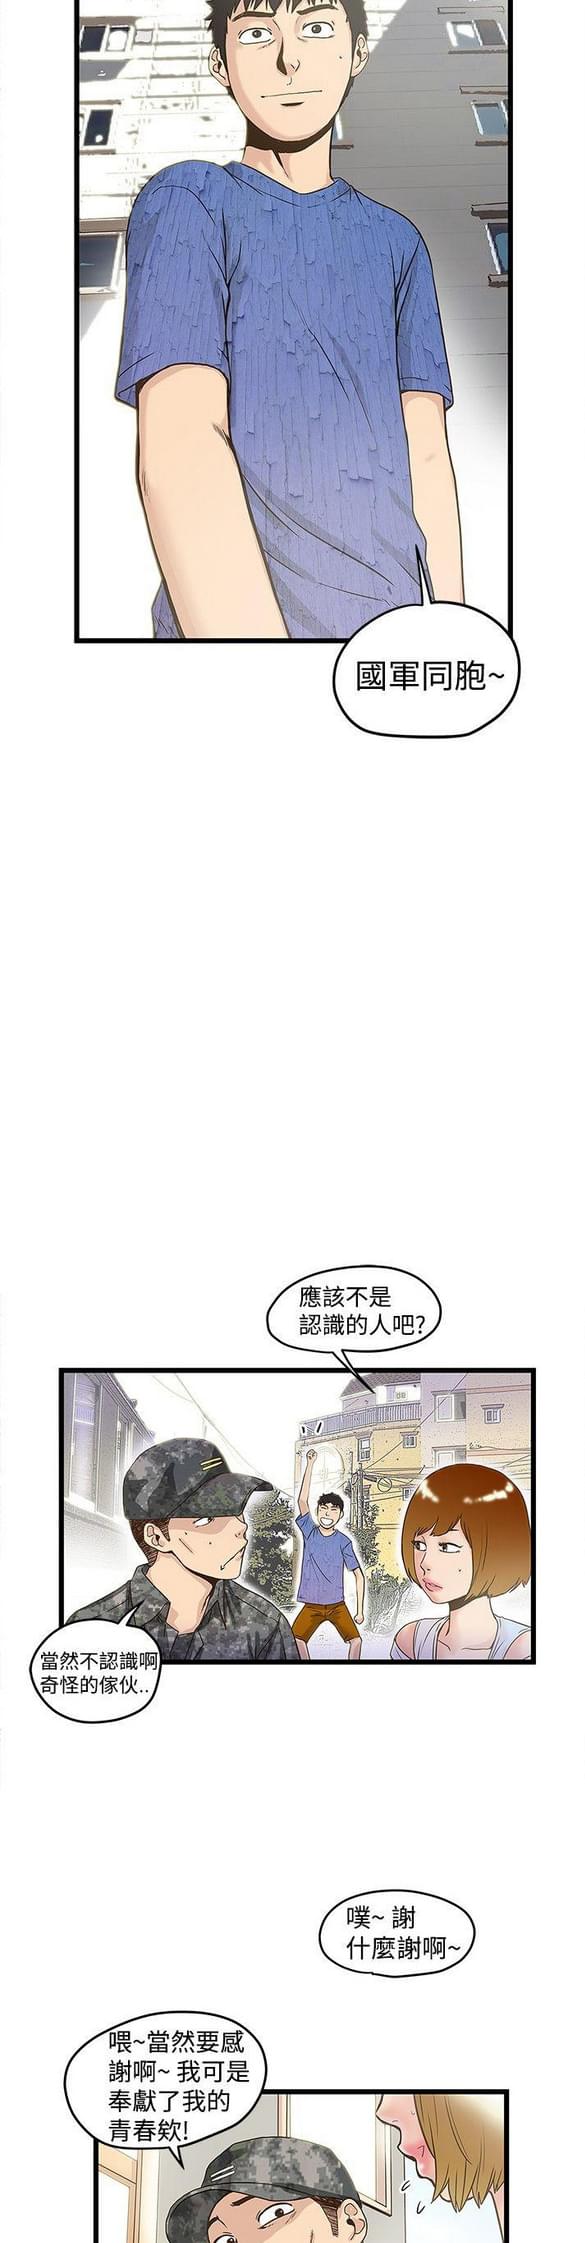 國軍同胞~
應該不是
認識的人吧?
當然不認識啊
奇怪的傢伙..
噗~ 謝
什麼謝啊~
喂~當然要感
謝啊~ 我可是
奉獻了我的
青春欸!